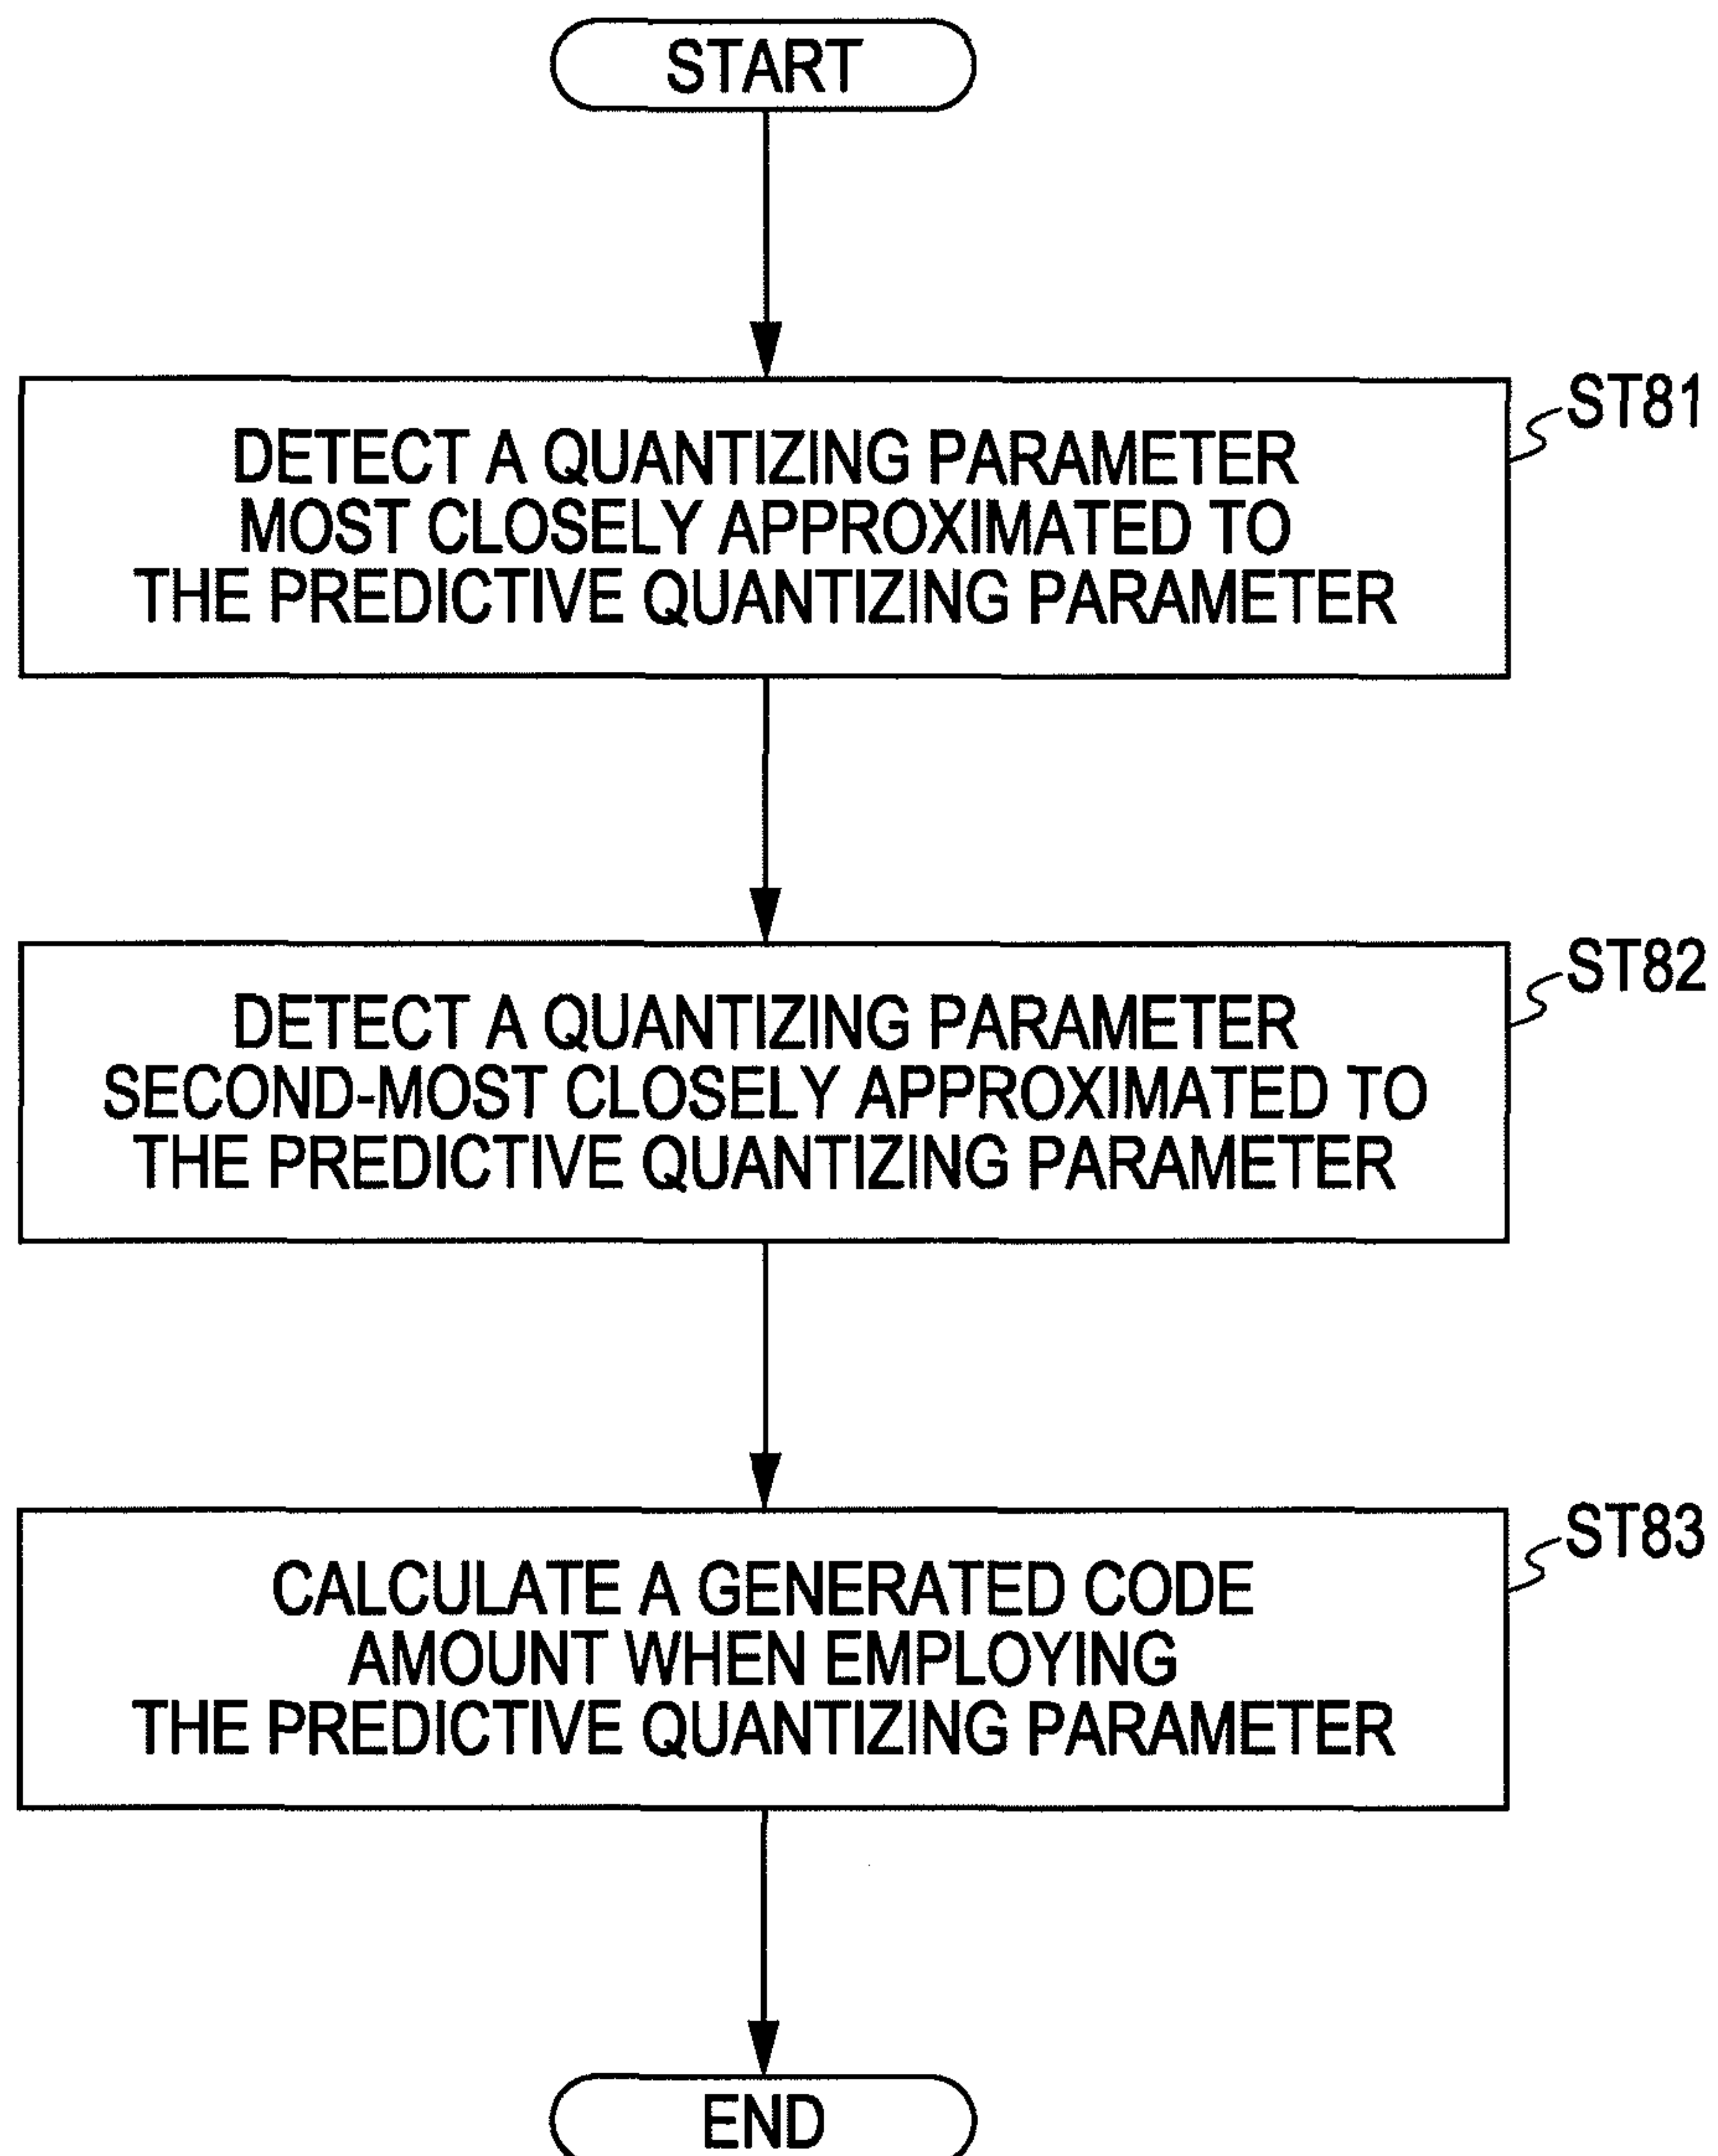 START
ST81
DETECT A QUANTIZING PARAMETER
MOST CLOSELY APPROXIMATED TO
THE PREDICTIVE QUANTIZING PARAMETER
ST82
DETECT A QUANTIZING PARAMETER
SECOND-MOST CLOSELY APPROXIMATED TO
THE PREDICTIVE QUANTIZING PARAMETER
ST83
CALCULATE A GENERATED CODE
AMOUNT WHEN EMPLOYING
THE PREDICTIVE QUANTIZING PARAMETER
END